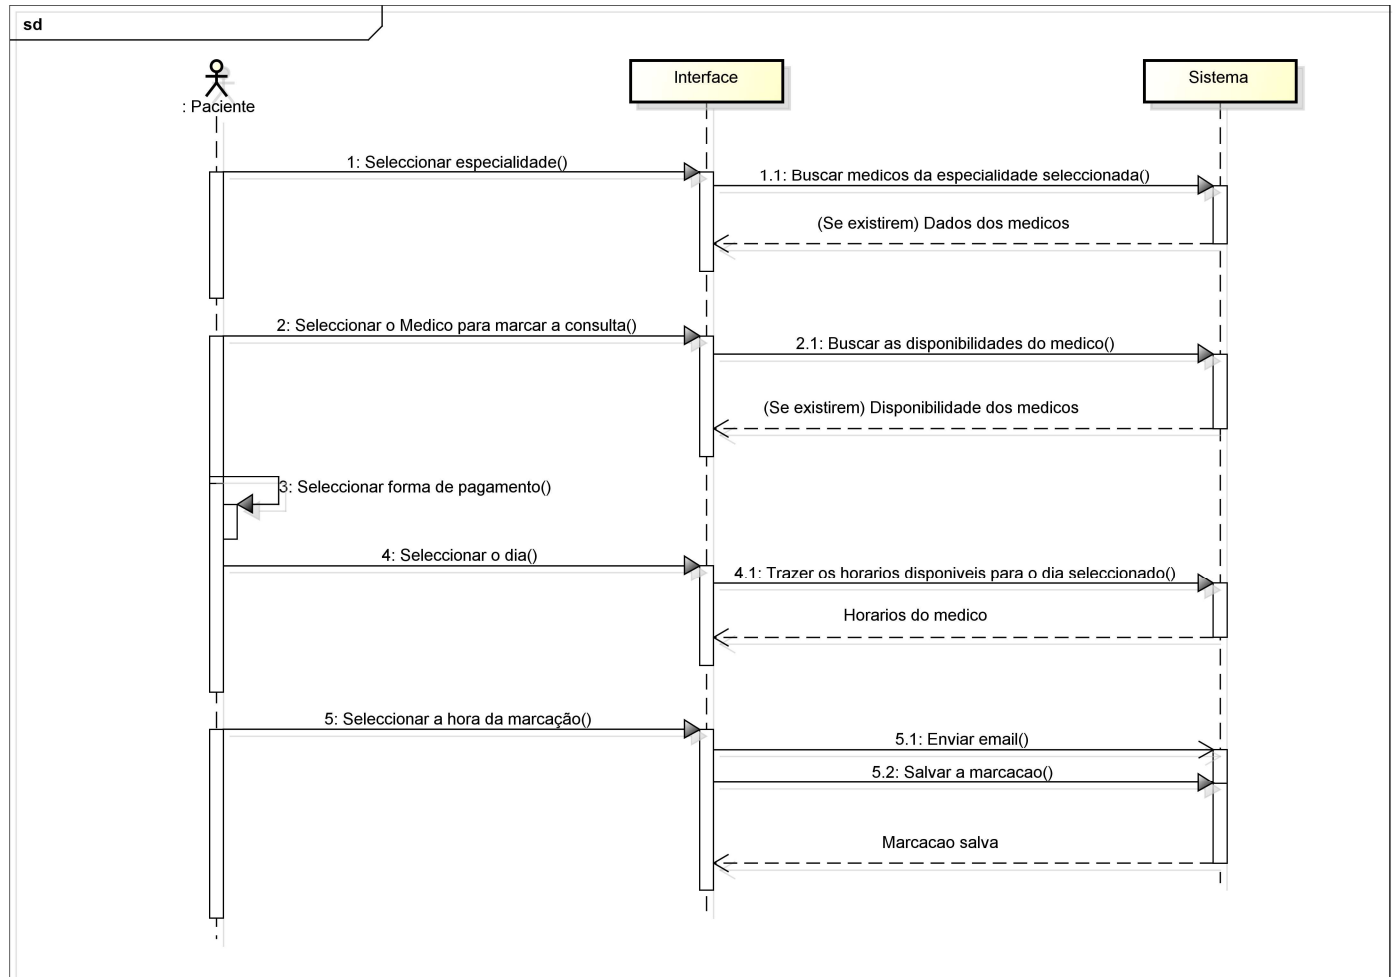 sd
: Paciente
Interface
Sistema
1: Seleccionar especialidade()
1.1: Buscar medicos da especialidade seleccionada()
(Se existirem) Dados dos medicos
2: Seleccionar o Medico para marcar a consulta()
2.1: Buscar as disponibilidades do medico()
(Se existirem) Disponibilidade dos medicos
3: Seleccionar forma de pagamento()
4: Seleccionar o dia()
4.1: Trazer os horarios disponiveis para o dia seleccionado()
Horarios do medico
5: Seleccionar a hora da marcação()
5.1: Enviar email()
5.2: Salvar a marcacao()
Marcacao salva